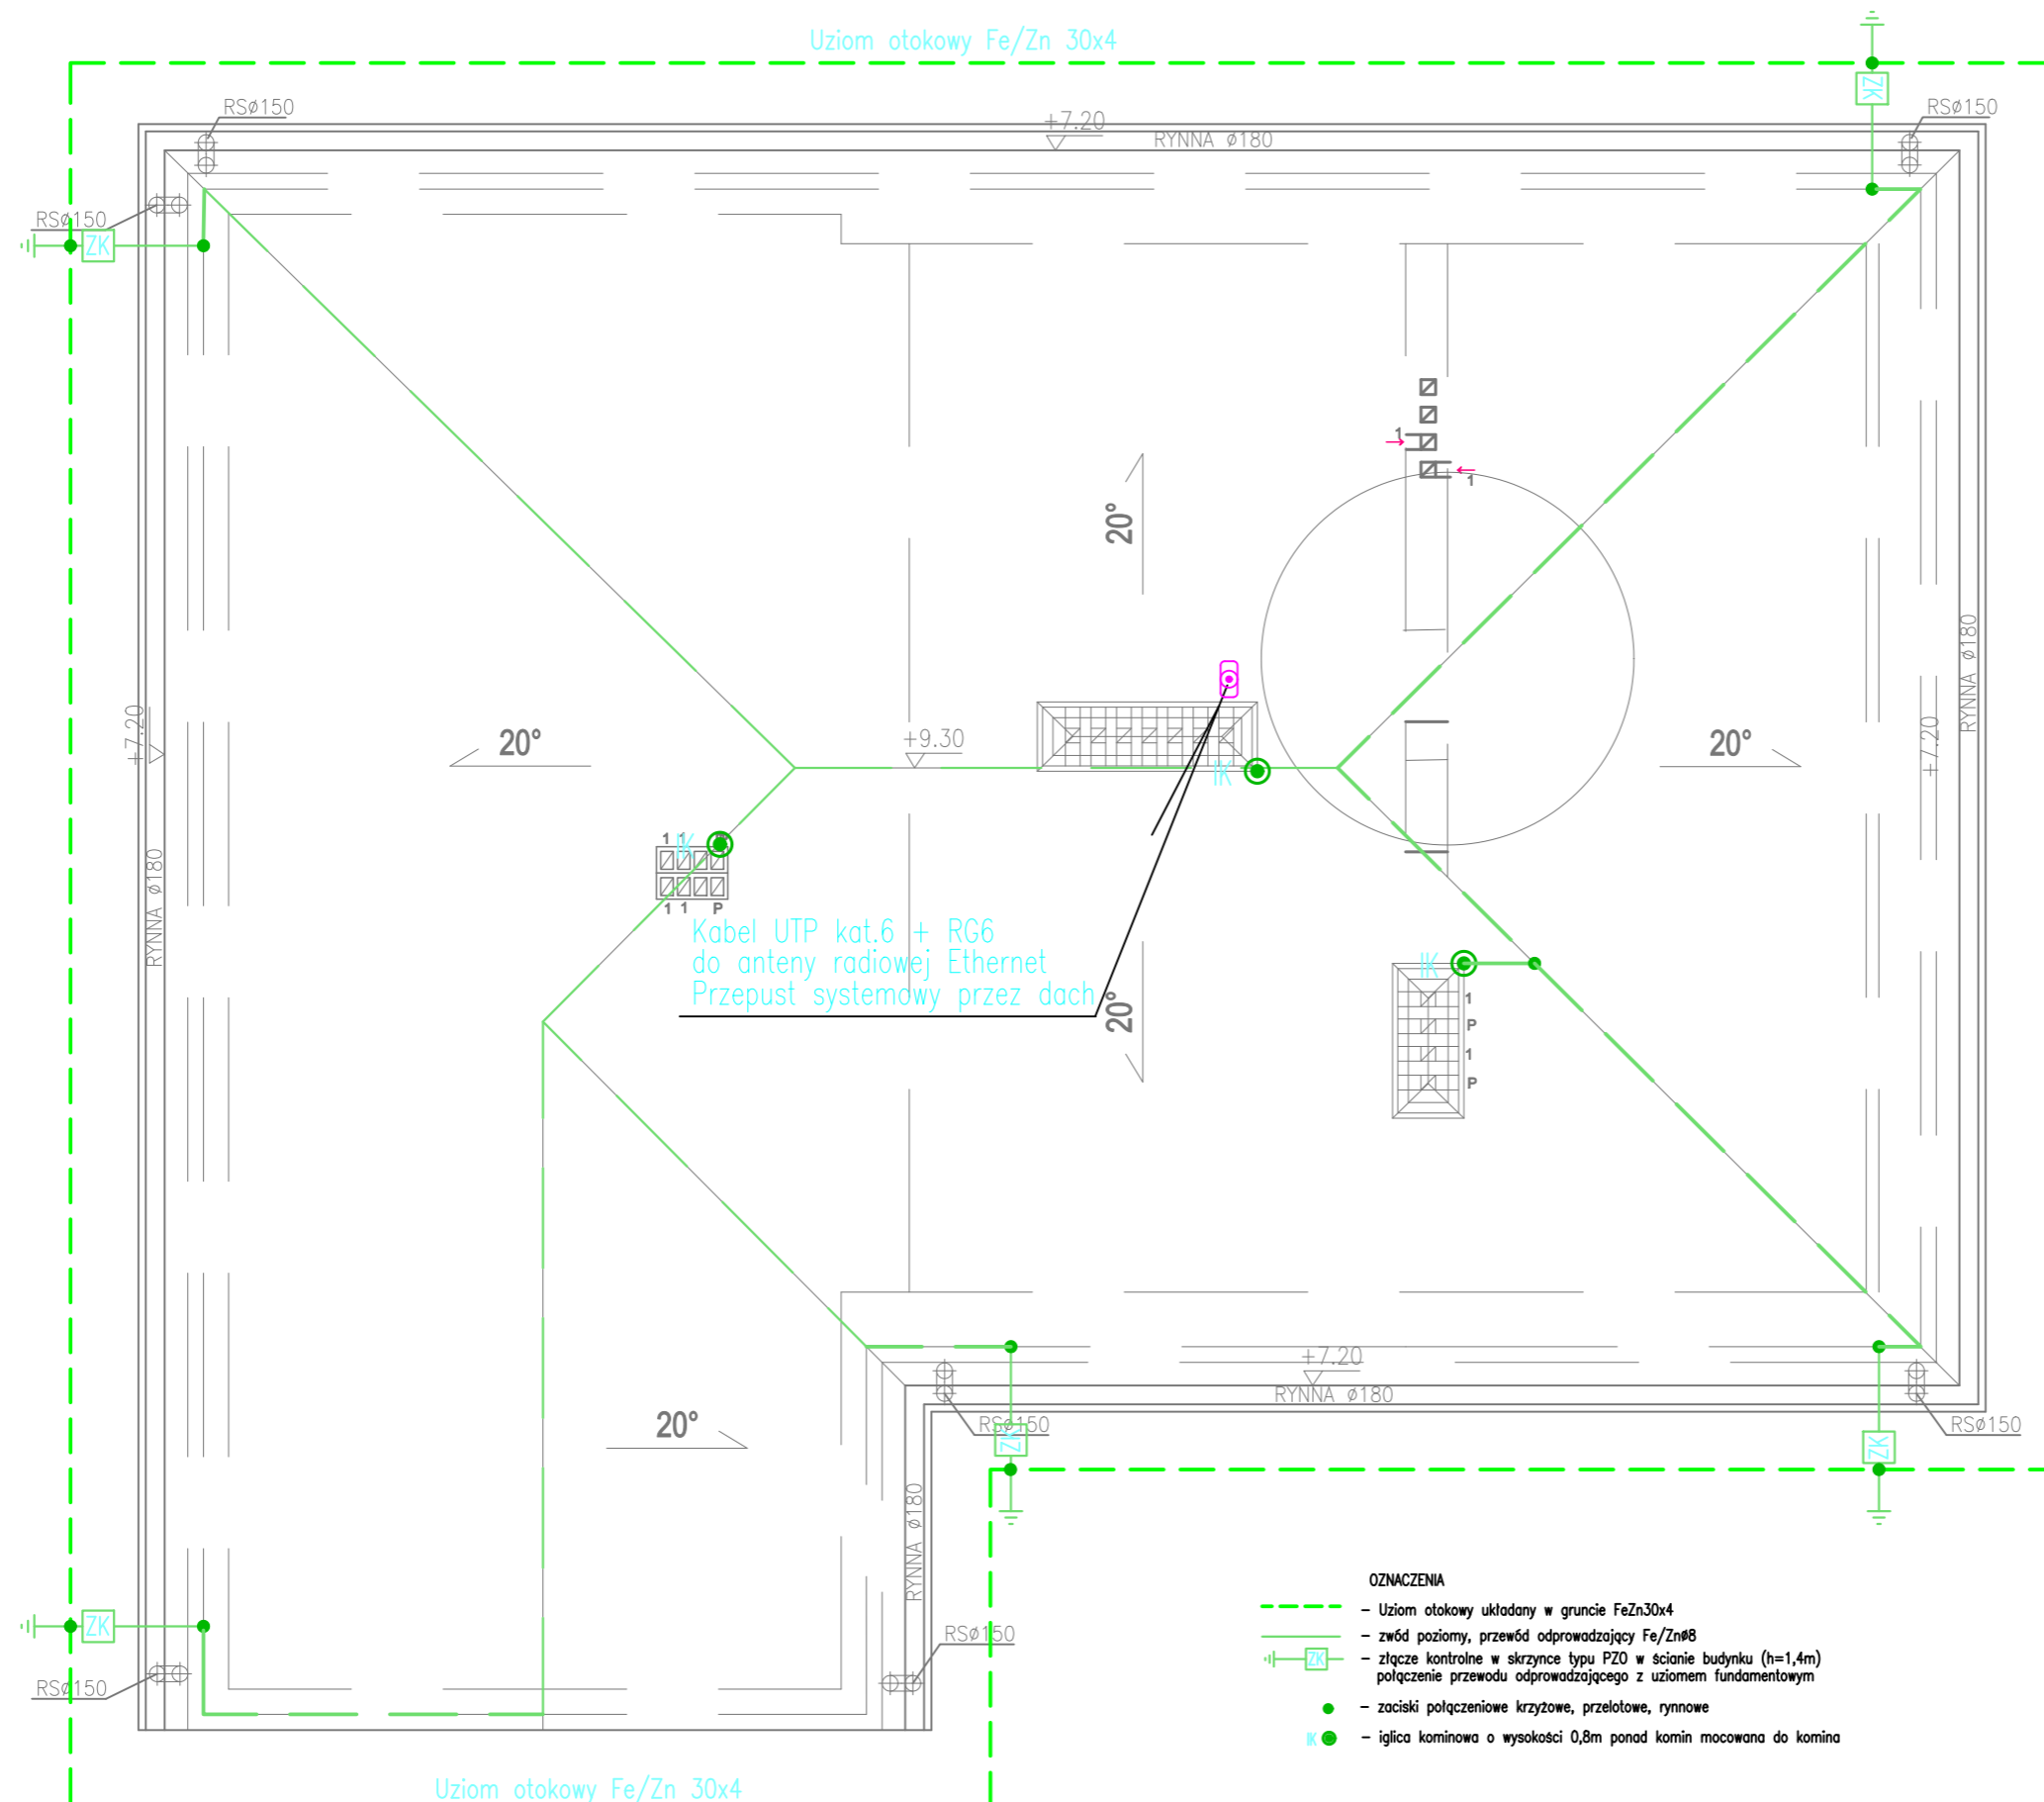 Uziom otokowy Fe/Zn 30x4
ZK
RSø150
+7.20
RYNNA ø180
RSø150
RSø150
ZK
1
1
20°
RYNNA ø180
+7.20
20°
+9.30
20°
+7.20
IK
1 1 P
IK
1 1 P
RYNNA ø180
Kabel UTP kat.6 + RG6
do anteny radiowej Ethernet
Przepust systemowy przez dach
20°
IK
1
P
1
P
+7.20
RYNNA ø180
20°
RSø150
RSø150
ZK
ZK
RYNNA ø180
ZK
RSø150
RSø150
OZNACZENIA
– Uziom otokowy układany w gruncie FeZn30x4
– zwód poziomy, przewód odprowadzający Fe/Znø8
ZK – złącze kontrolne w skrzynce typu PZO w ścianie budynku (h=1,4m)
połączenie przewodu odprowadzającego z uziomem fundamentowym
– zaciski połączeniowe krzyżowe, przelotowe, rynnowe
IK – iglica kominowa o wysokości 0,8m ponad komin mocowana do komina
Uziom otokowy Fe/Zn 30x4